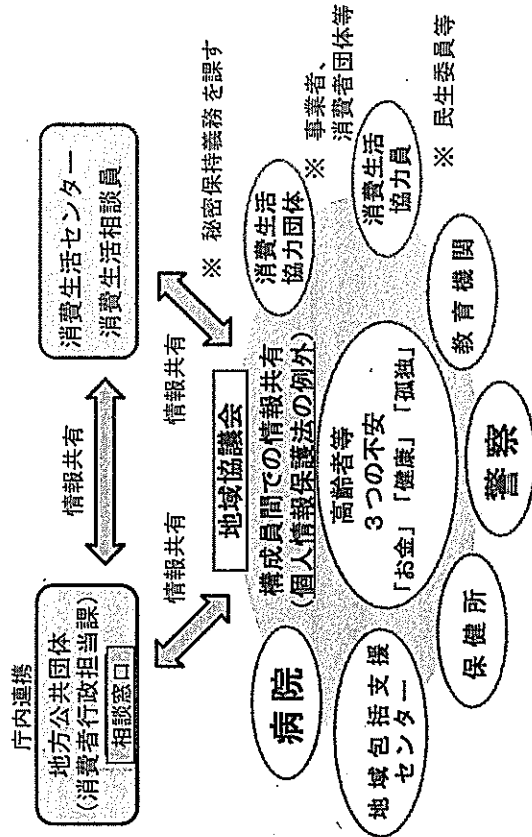 庁内連携
地方公共団体
(消費者行政担当課)
相談窓口
情報共有
消費生活センター
消費生活相談員
情報共有
情報共有
※ 秘密保持義務を課す
地域協議会
構成員間での情報共有
(個人情報保護法の例外)
高齢者等
3つの不安
「お金」「健康」「孤独」
病院
地域包括支援
センター
保健所
警察
教育機関
消費生活
協力員
※ 民生委員等
消費生活
協力団体
※ 事業者、
消費者団体等